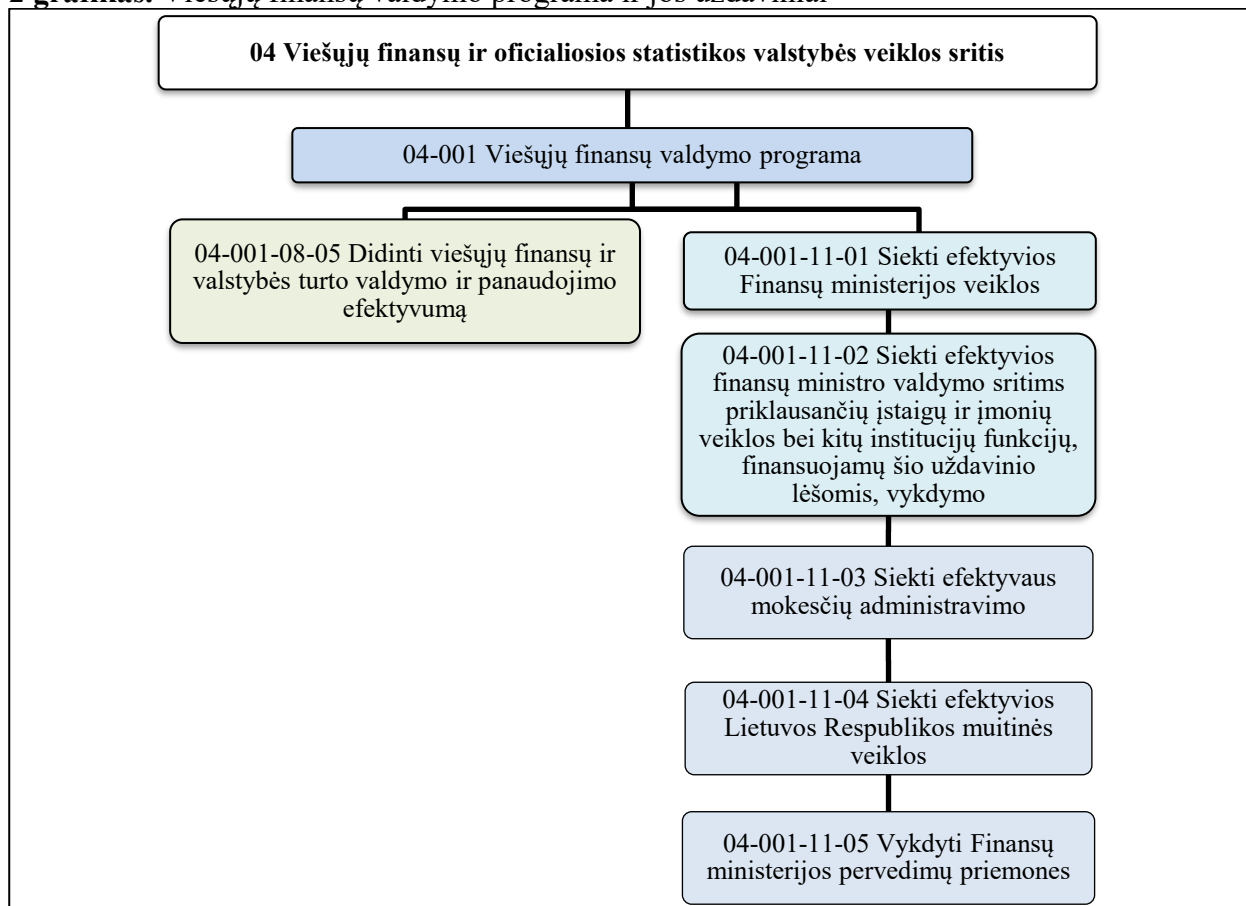 2 grafikas. Viešųjų finansų valdymo programa ir jos uždaviniai
04 Viešųjų finansų ir oficialiosios statistikos valstybės veiklos sritis
04-001 Viešųjų finansų valdymo programa
04-001-08-05 Didinti viešųjų finansų ir
valstybės turto valdymo ir panaudojimo
efektyvumą
04-001-11-01 Siekti efektyvios
Finansų ministerijos veiklos
04-001-11-02 Siekti efektyvios
finansų ministro valdymo sritims
priklausančių įstaigų ir įmonių
veiklos bei kitų institucijų funkcijų,
finansuojamų šio uždavinio
lėšomis, vykdymo
04-001-11-03 Siekti efektyvaus
mokesčių administravimo
04-001-11-04 Siekti efektyvios
Lietuvos Respublikos muitinės
veiklos
04-001-11-05 Vykdyti Finansų
ministerijos pervedimų priemones